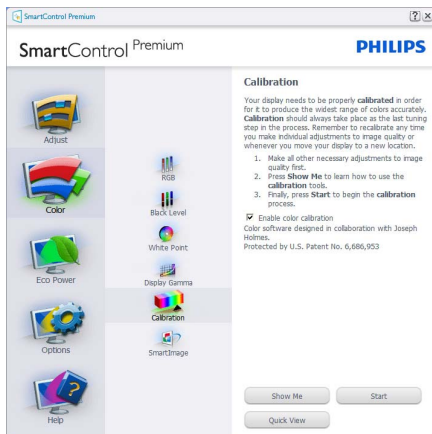 SmartControl Premium
SmartControl Premium
PHILIPS
Adjust
Color
Eco Power
Options
Help
RGB
Black Level
White Point
Display Gamma
Calibration
SmartImage
Calibration
Your display needs to be properly calibrated in order
for it to produce the widest range of colors accurately.
Calibration should always take place as the last tuning
step in the process. Remember to recalibrate any time
you make individual adjustments to image quality or
whenever you move your display to a new location.
1. Make all other necessary adjustments to image
quality first.
2. Press Show Me to learn how to use the
calibration tools.
3. Finally, press Start to begin the calibration
process.
Enable color calibration
Color software designed in collaboration with Joseph
Holmes.
Protected by U.S. Patent No. 6,686,953
Show Me
Start
Quick View